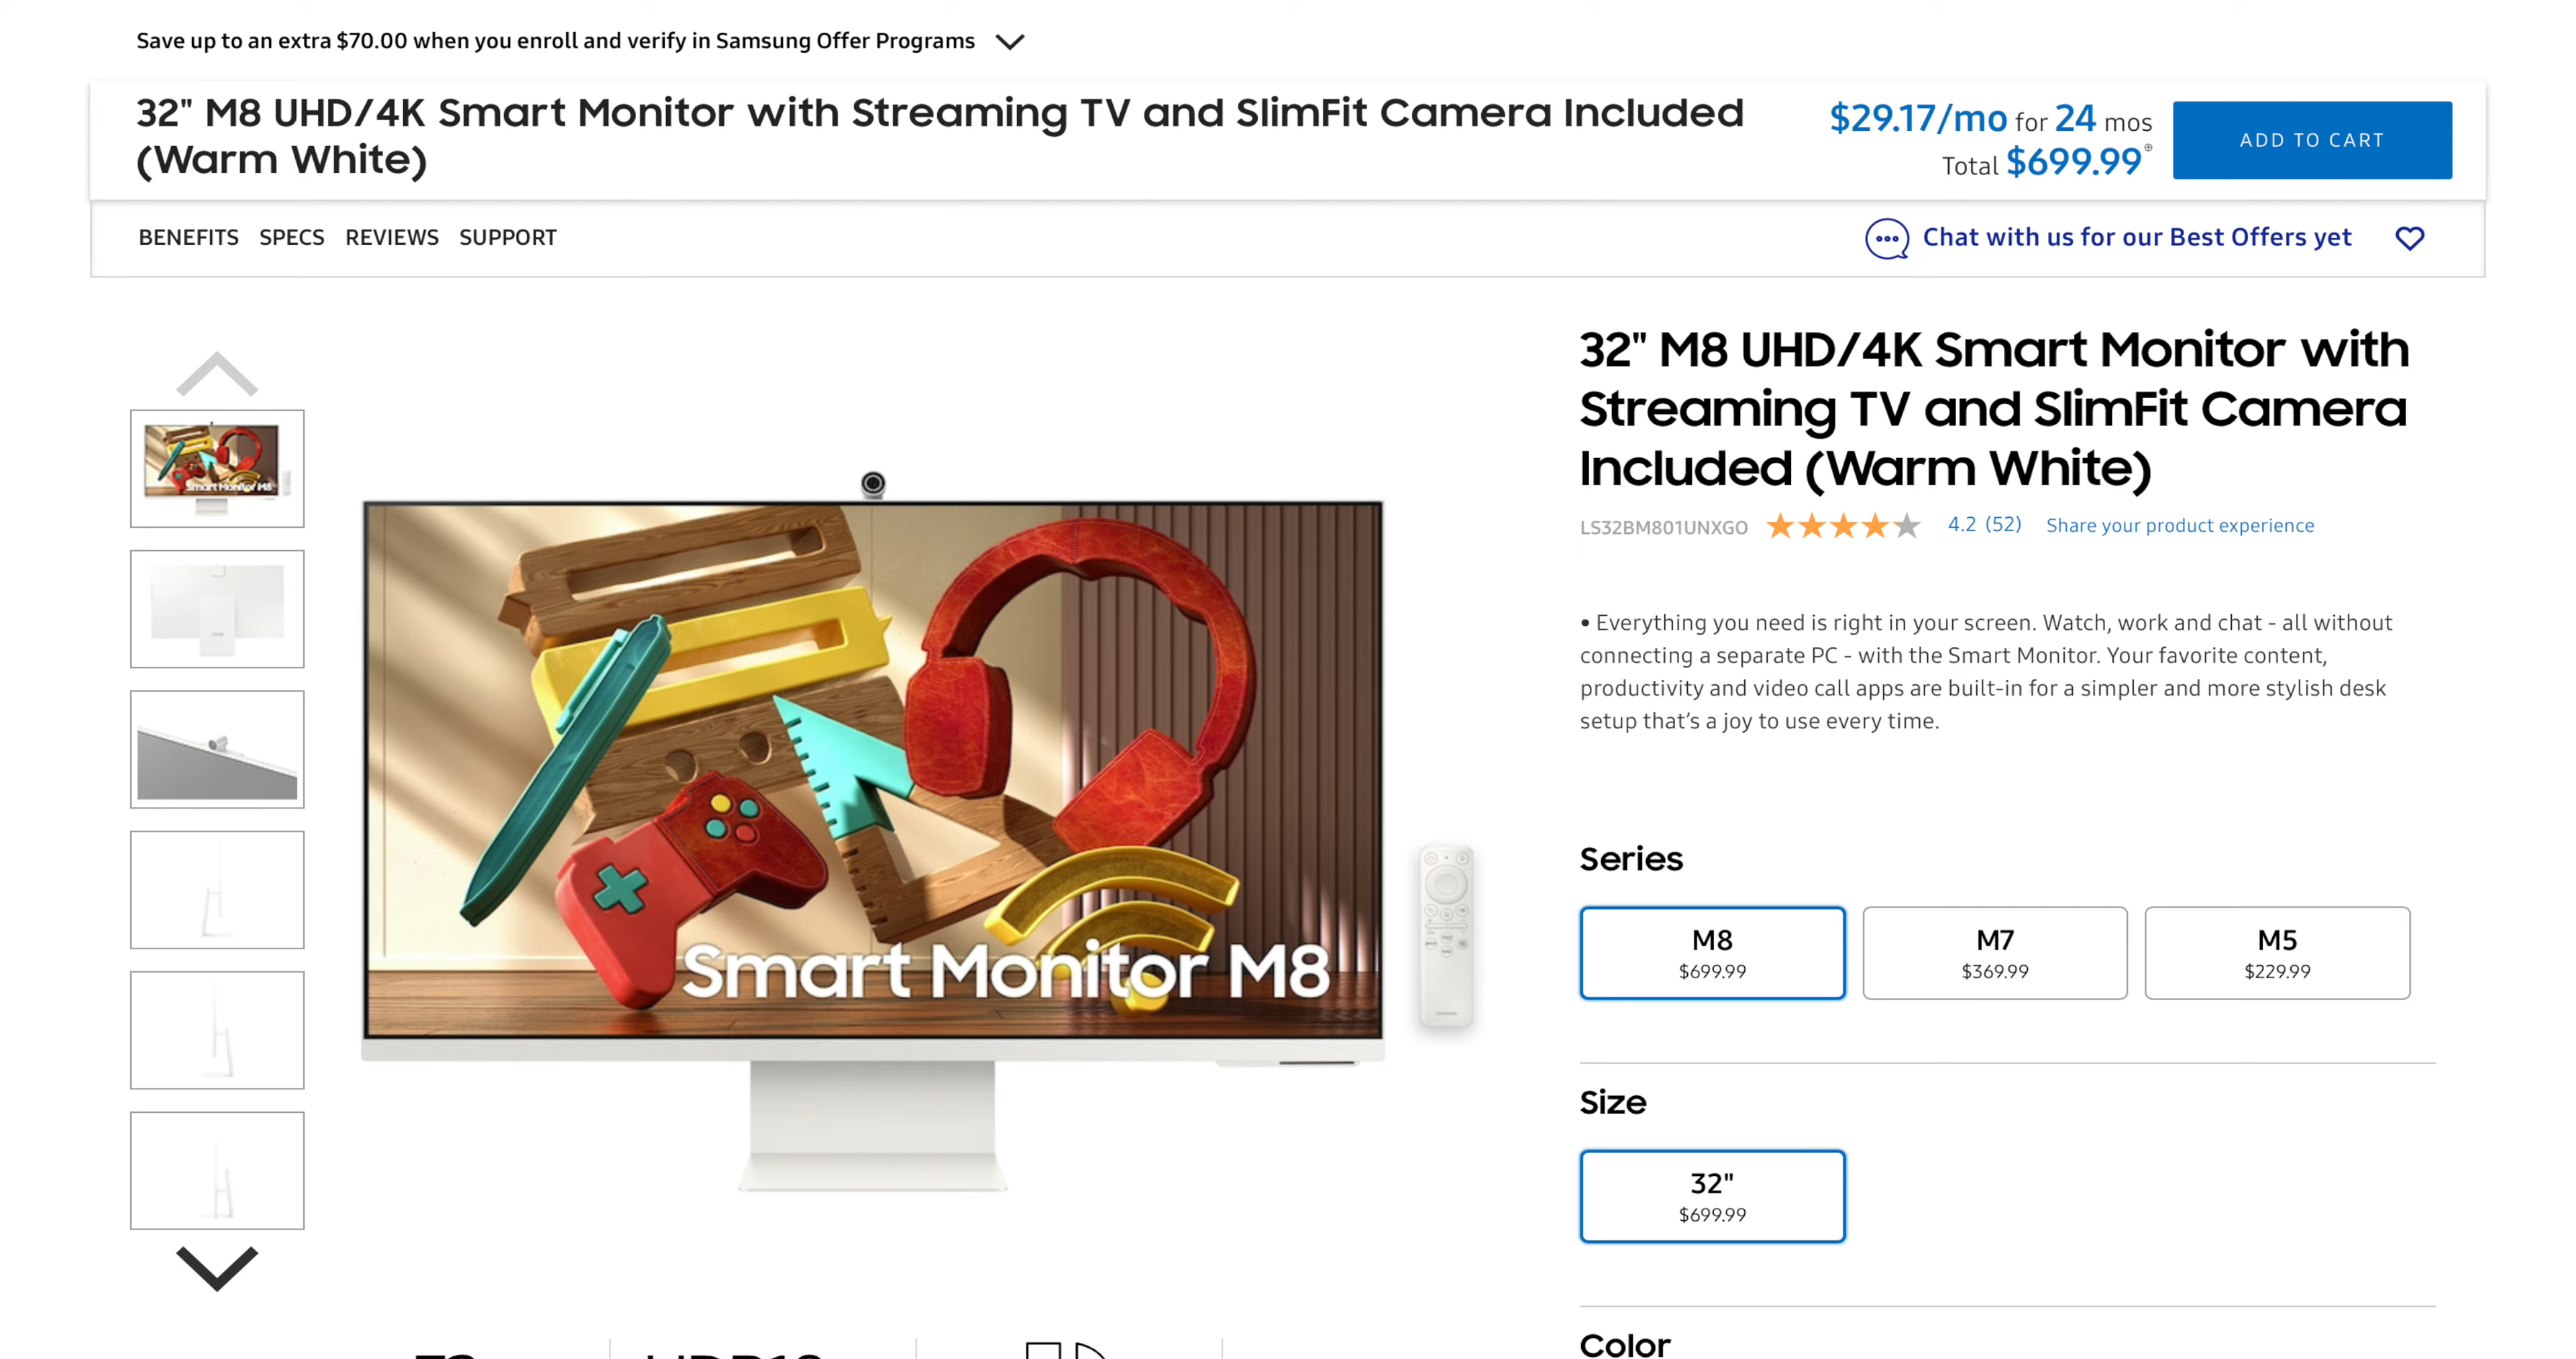 Save up to an extra $70.00 when you enroll and verify in Samsung Offer Programs
32" M8 UHD/4K Smart Monitor with Streaming TV and SlimFit Camera Included
(Warm White)
$29.17/mo for 24 mos
Total $699.99
ADD TO CART
BENEFITS SPECS REVIEWS SUPPORT
Chat with us for our Best Offers yet
32" M8 UHD/4K Smart Monitor with
Streaming TV and SlimFit Camera
Included (Warm White)
LS32BM801UNXGO 4.2 (52) Share your product experience
• Everything you need is right in your screen. Watch, work and chat - all without
connecting a separate PC - with the Smart Monitor. Your favorite content,
productivity and video call apps are built-in for a simpler and more stylish desk
setup that's a joy to use every time.
Smart Monitor M8
Smart Monitor M8
Series
M8 M7 M5
$699.99 $369.99 $229.99
Size
32"
$699.99
Color